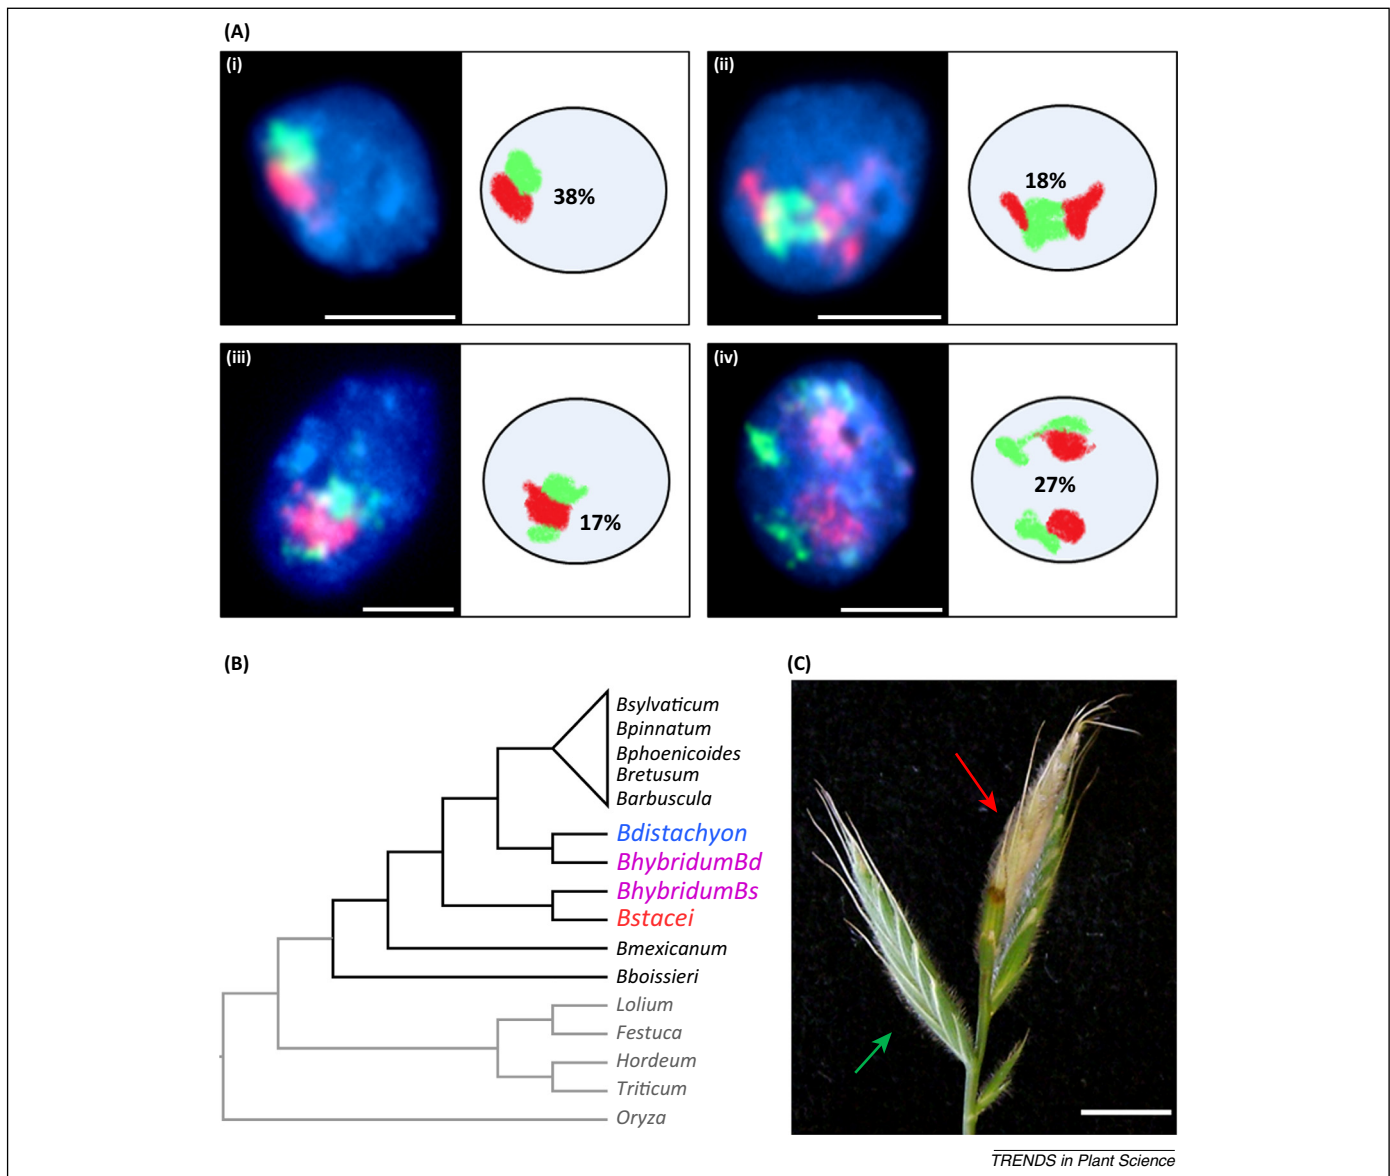 (A)
(i)
38%
(ii)
18%
(iii)
17%
(iv)
27%
(B)
Bsylvaticum
Bpinnatum
Bphoenicoides
Bretusum
Barbuscula
Bdistachyon
BhybridumBd
BhybridumBs
Bstacei
Bmexicanum
Bboissieri
Lolium
Festuca
Hordeum
Triticum
Oryza
(C)
TRENDS in Plant Science